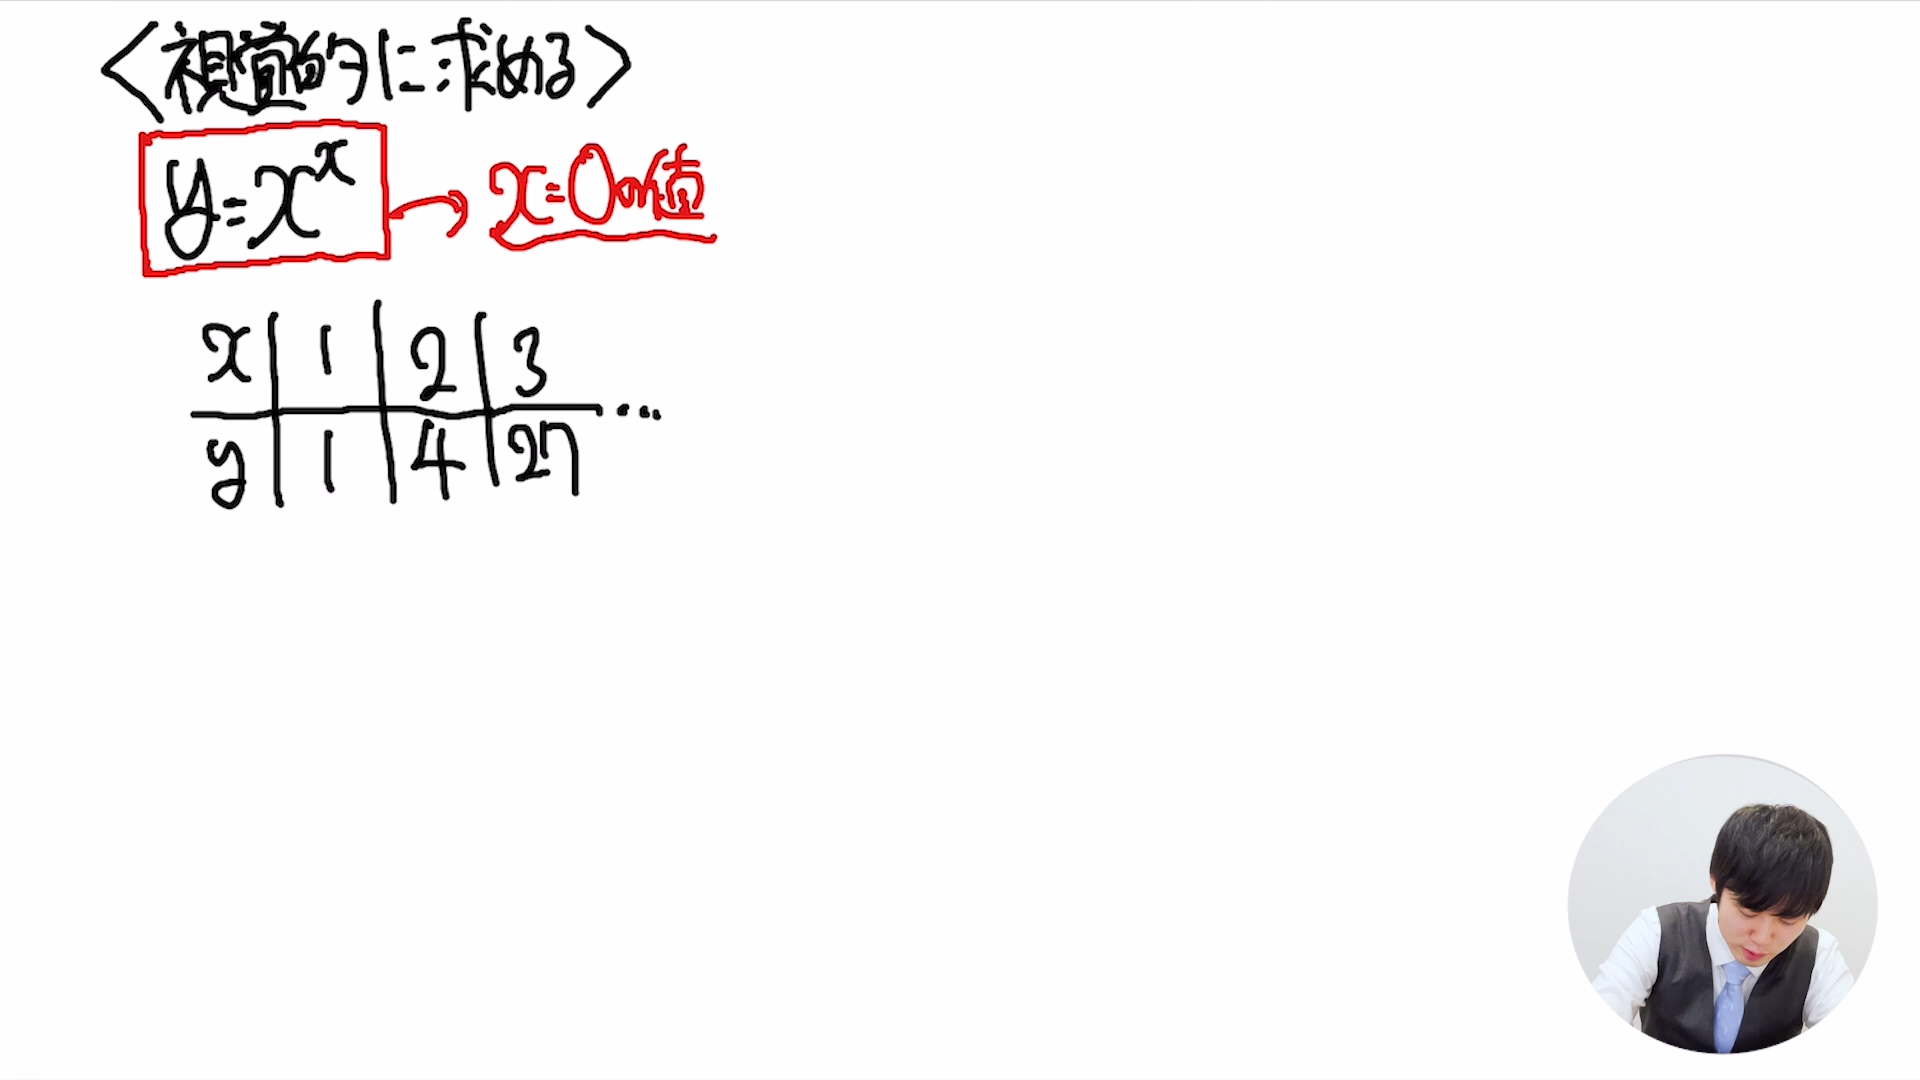 <視覚的に求める>
y=x^x → x=0の値
x | 1 | 2 | 3
y | 1 | 4 | 27 ...